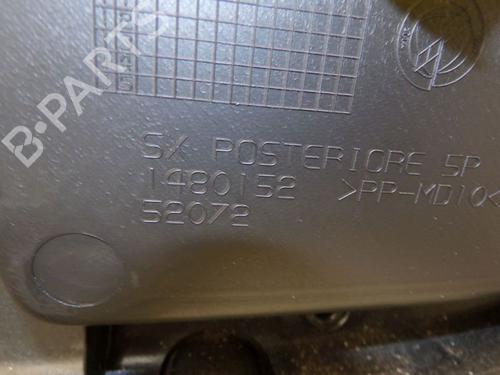 B-PARTS
SX POSTERIORE 5P
1480152 >PP-MD10<
52072